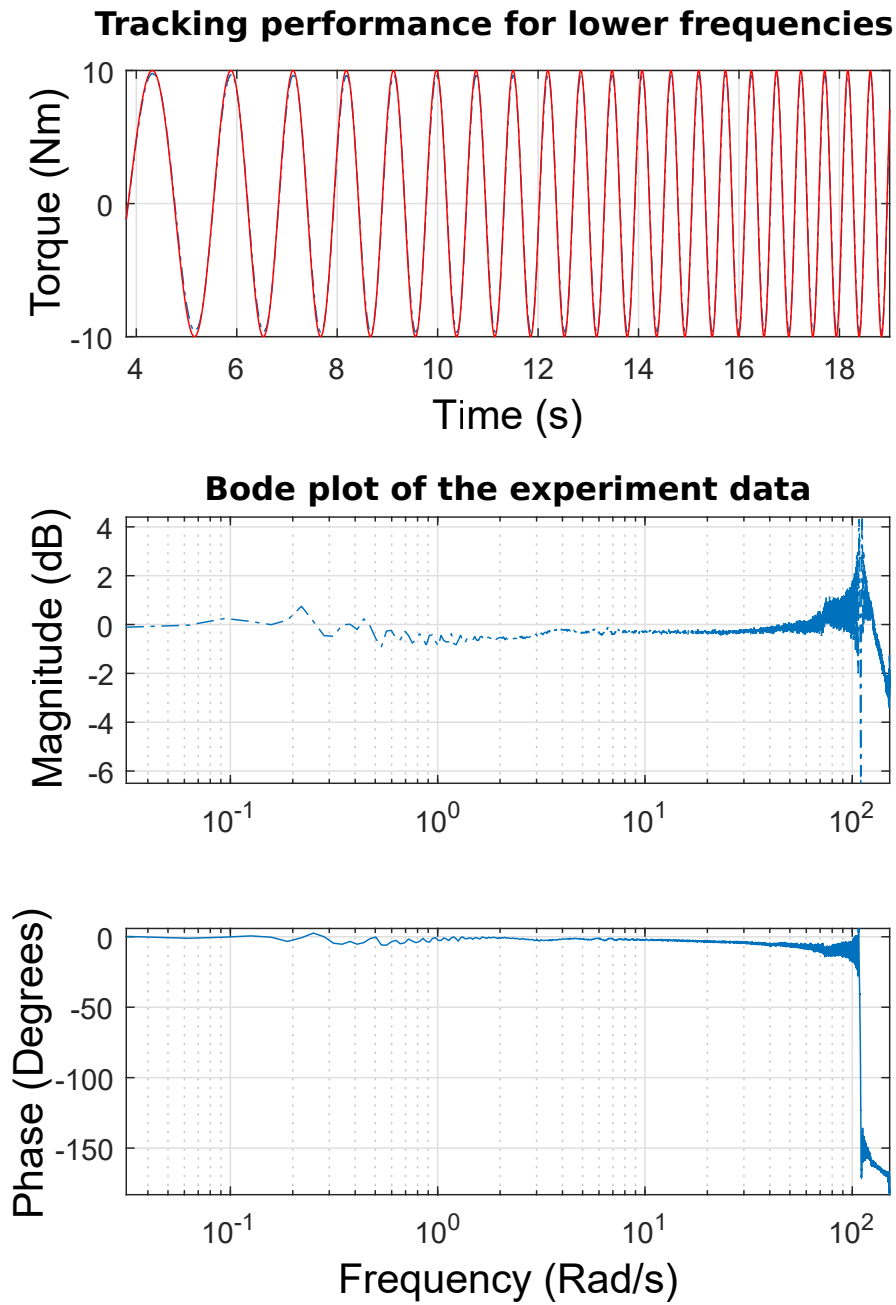 Tracking performance for lower frequencies
10
0
-10
Torque (Nm)
4 6 8 10 12 14 16 18
Time (s)
Bode plot of the experiment data
4
2
0
-2
-4
-6
Magnitude (dB)
10^-1 10^0 10^1 10^2
0
-50
-100
-150
Phase (Degrees)
10^-1 10^0 10^1 10^2
Frequency (Rad/s)